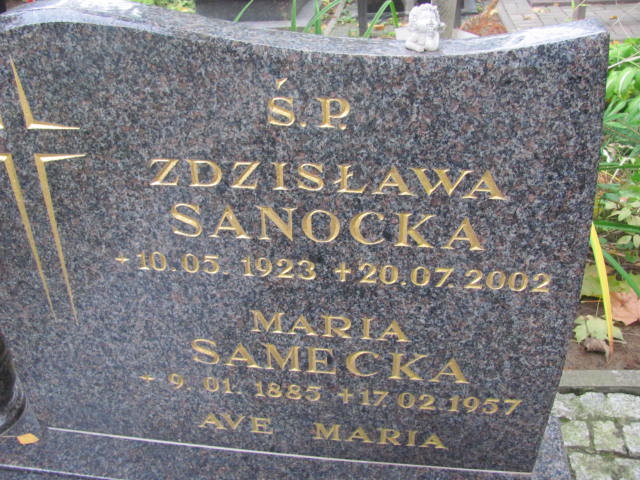 Ś.P.
ZDZISŁAWA
SANOCKA
+10.05.1923 +20.07.2002
MARIA
SAMECKA
+9.01.1885 +17.02.1957
AVE MARIA